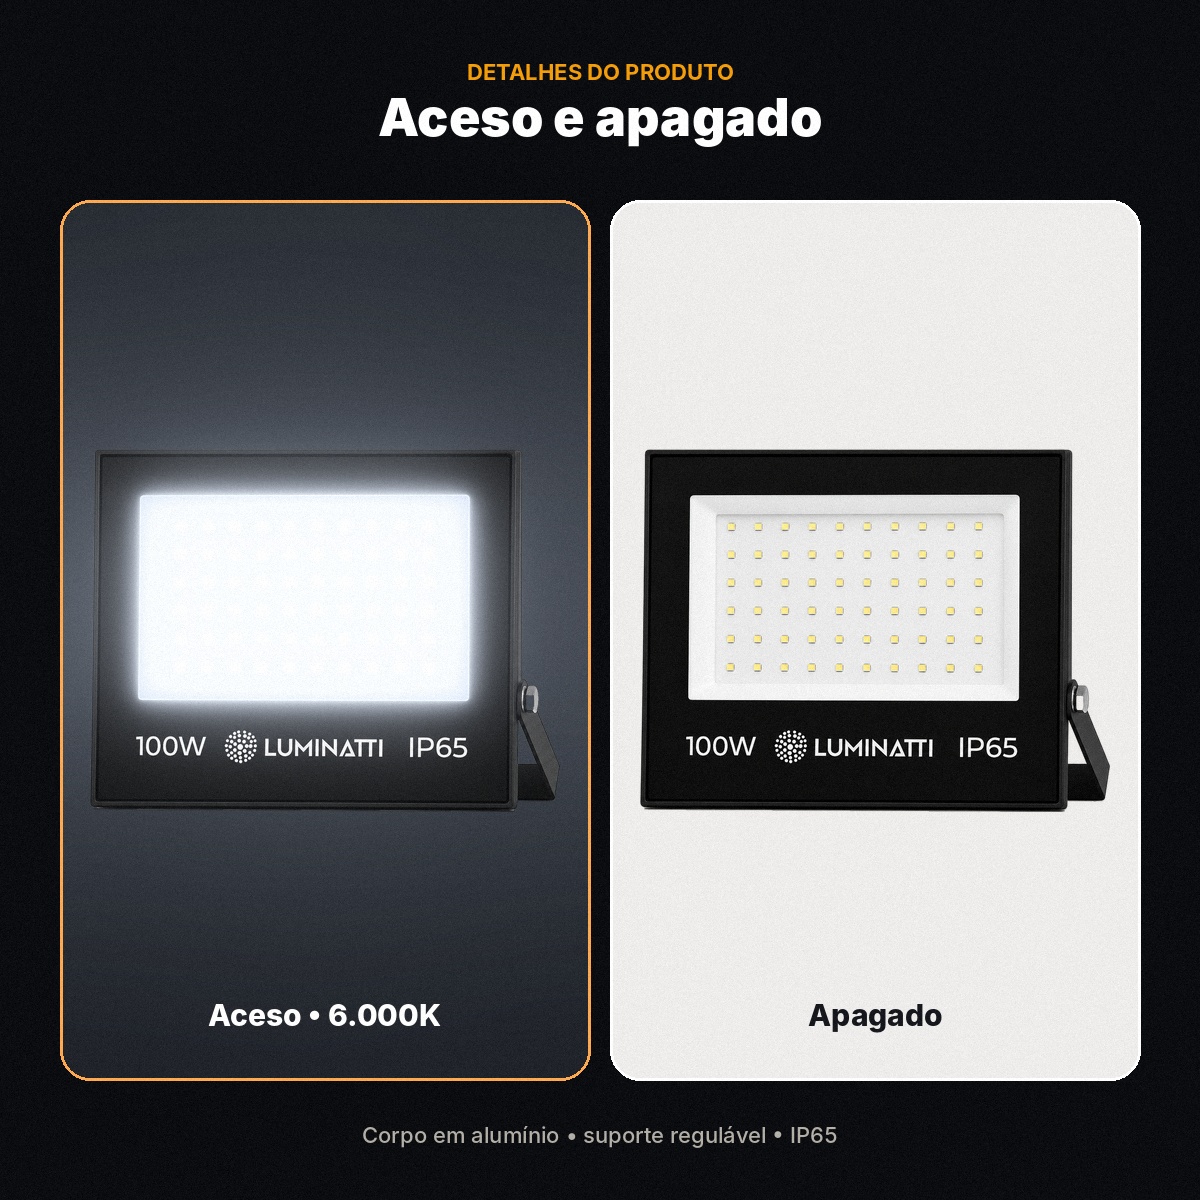 DETALHES DO PRODUTO
Aceso e apagado
100W LUMINATTI IP65
Aceso • 6.000K
100W LUMINATTI IP65
Apagado
Corpo em alumínio • suporte regulável • IP65